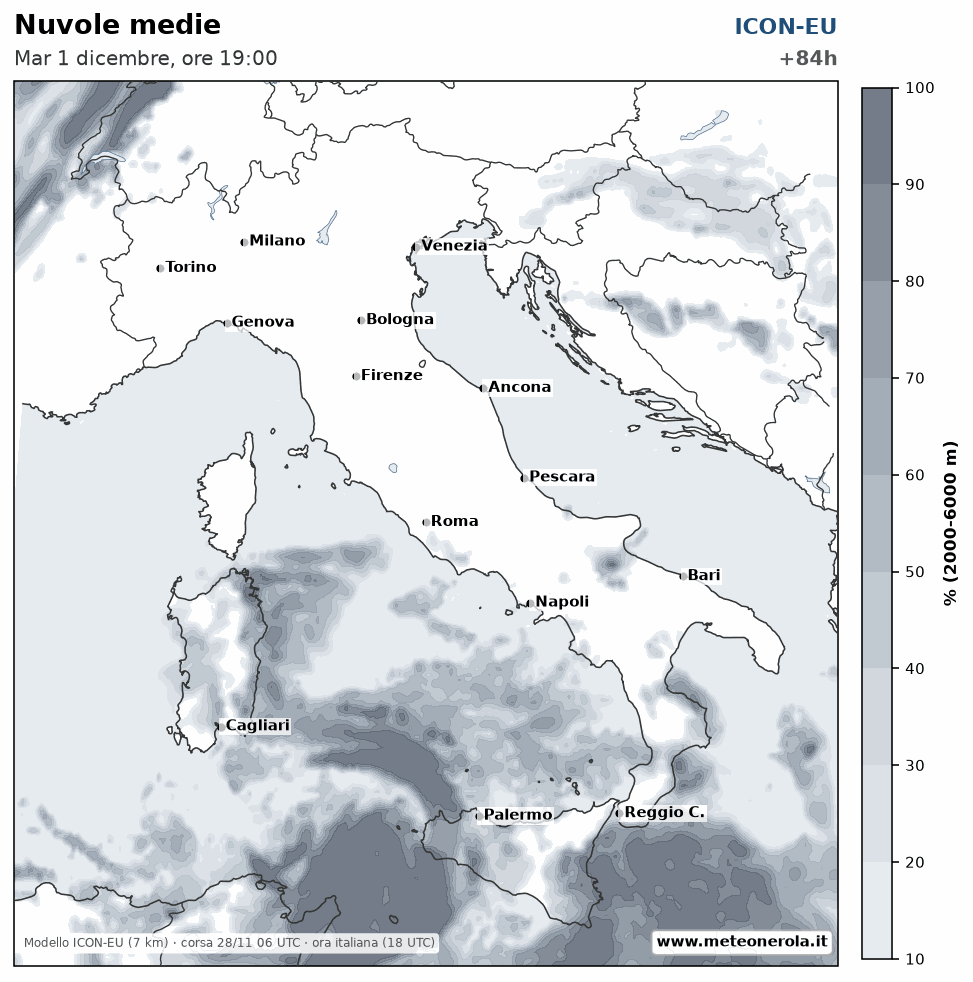 Nuvole medie
ICON-EU
Mar 1 dicembre, ore 19:00
+84h
100
90
80
70
60
50
40
30
20
10
% (2000-6000 m)
Milano
Venezia
Torino
Genova
Bologna
Firenze
Ancona
Pescara
Roma
Bari
Napoli
Cagliari
Palermo
Reggio C.
Modello ICON-EU (7 km) · corsa 28/11 06 UTC · ora italiana (18 UTC)
www.meteonerola.it